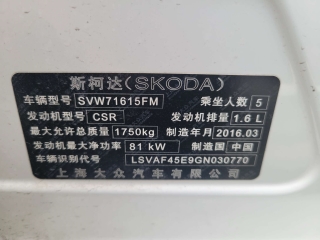 斯柯达(SKODA)
车辆型号 SVW71615FM 乘坐人数 5
发动机型号 CSR 发动机排量 1.6 L
最大允许总质量 1750kg 制造年月 2016.03
发动机最大净功率 81 kW 制造国 中国
车辆识别代号 LSVAF45E9GN030770
上海大众汽车有限公司